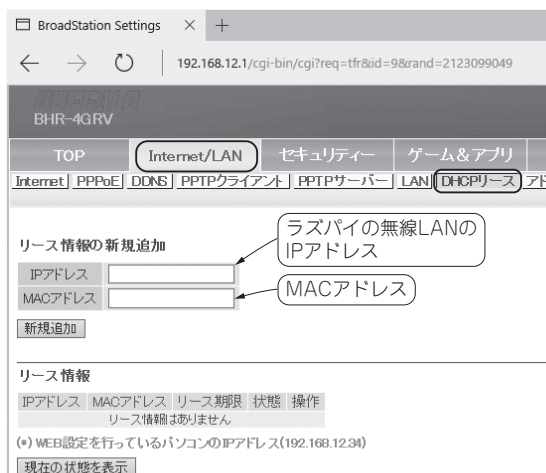 BroadStation Settings
192.168.12.1/cgi-bin/cgi?req=tfr&id=9&rand=2123099049
BUFFALO
BHR-4GRV
TOP Internet/LAN セキュリティー ゲーム&アプリ
Internet PPPoE DDNS PPTPクライアント PPTPサーバー LAN DHCPリース アド
リース情報の新規追加
ラズパイの無線LANの
IPアドレス
IPアドレス
MACアドレス
MACアドレス
新規追加
リース情報
IPアドレス MACアドレス リース期限 状態 操作
リース情報はありません
(*) WEB設定を行っているパソコンのIPアドレス(192.168.12.34)
現在の状態を表示